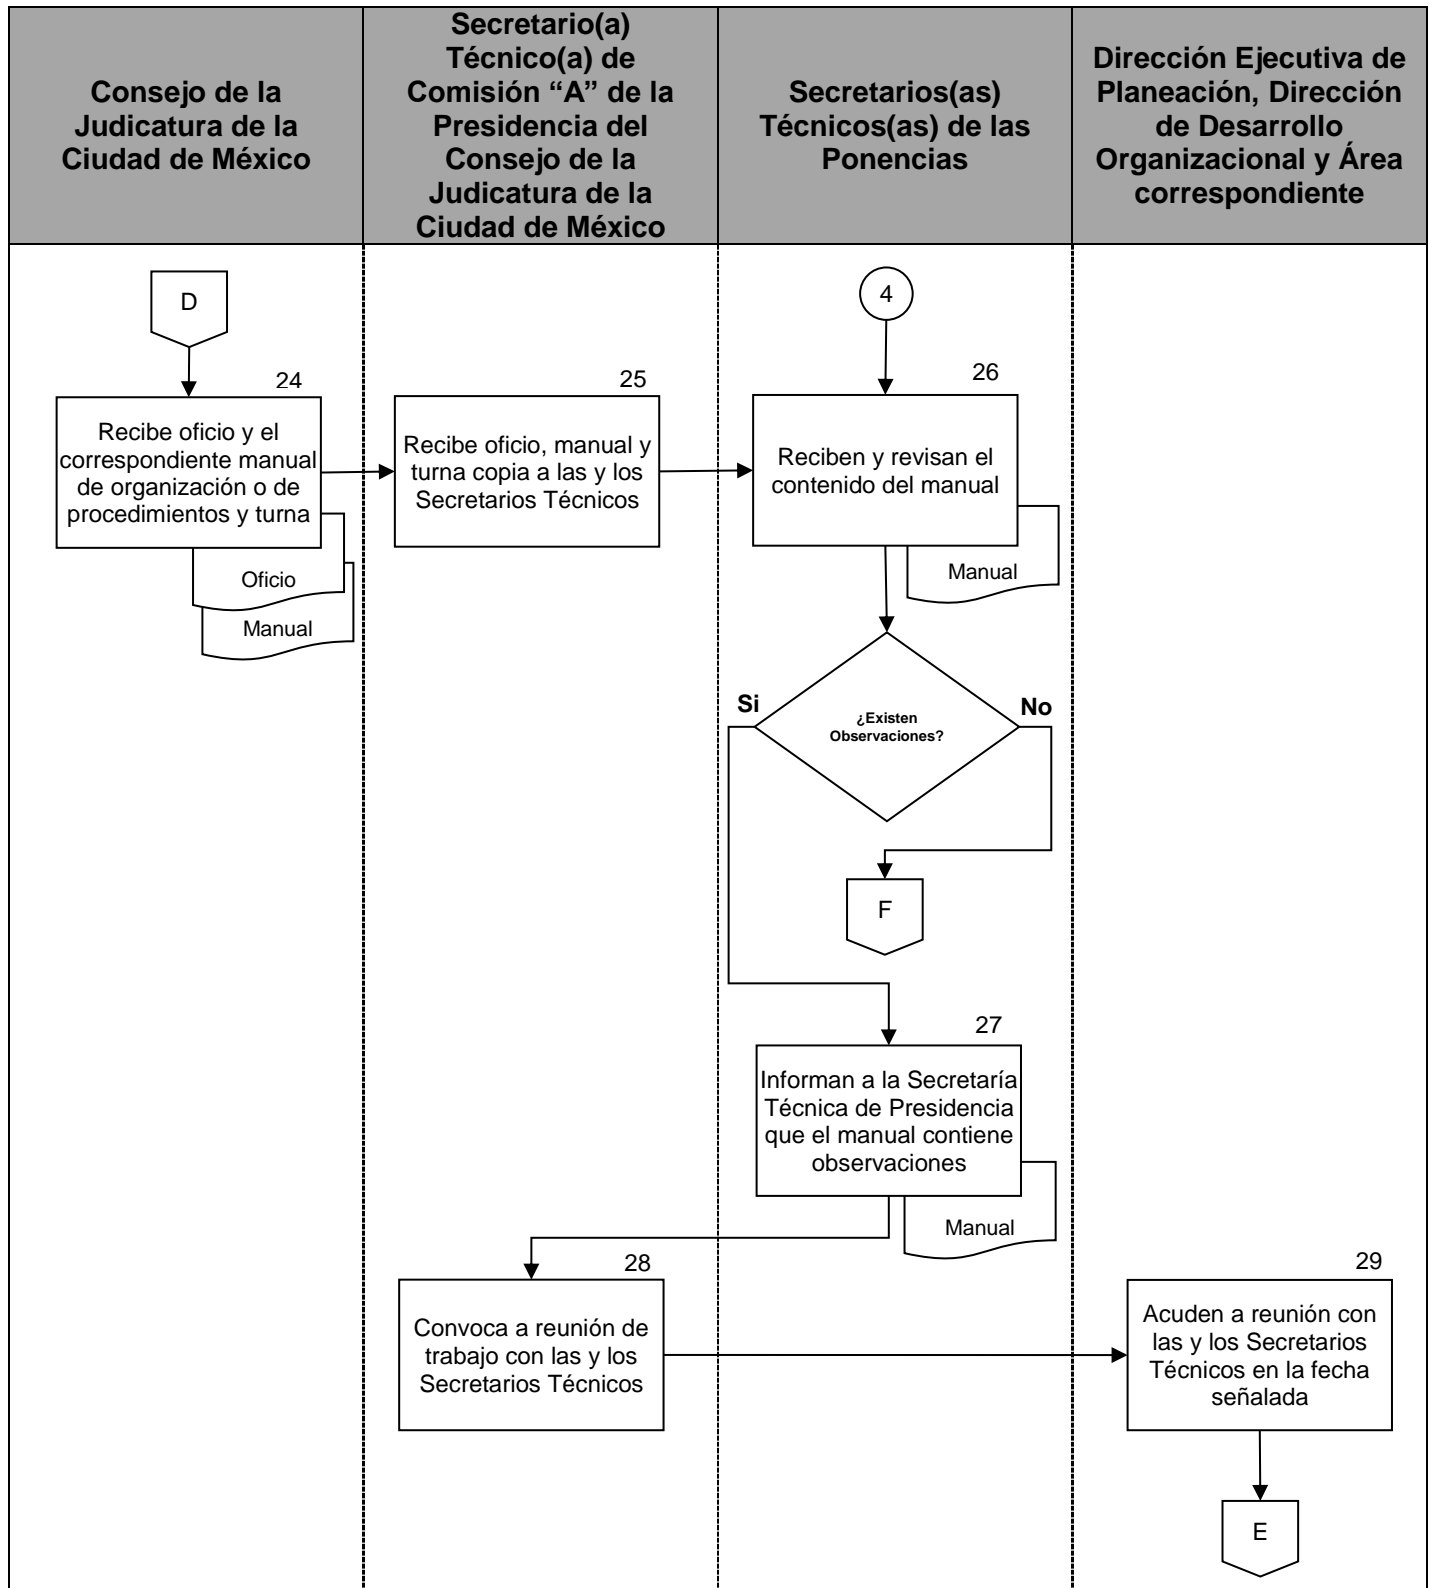 Consejo de la
Judicatura de la
Ciudad de México
Secretario(a)
Técnico(a) de
Comisión “A” de la
Presidencia del
Consejo de la
Judicatura de la
Ciudad de México
Secretarios(as)
Técnicos(as) de las
Ponencias
Dirección Ejecutiva de
Planeación, Dirección
de Desarrollo
Organizacional y Área
correspondiente
D
4
24
Recibe oficio y el
correspondiente manual
de organización o de
procedimientos y turna
Oficio
Manual
25
Recibe oficio, manual y
turna copia a las y los
Secretarios Técnicos
26
Reciben y revisan el
contenido del manual
Manual
Si
¿Existen
Observaciones?
No
F
27
Informan a la Secretaría
Técnica de Presidencia
que el manual contiene
observaciones
Manual
28
Convoca a reunión de
trabajo con las y los
Secretarios Técnicos
29
Acuden a reunión con
las y los Secretarios
Técnicos en la fecha
señalada
E